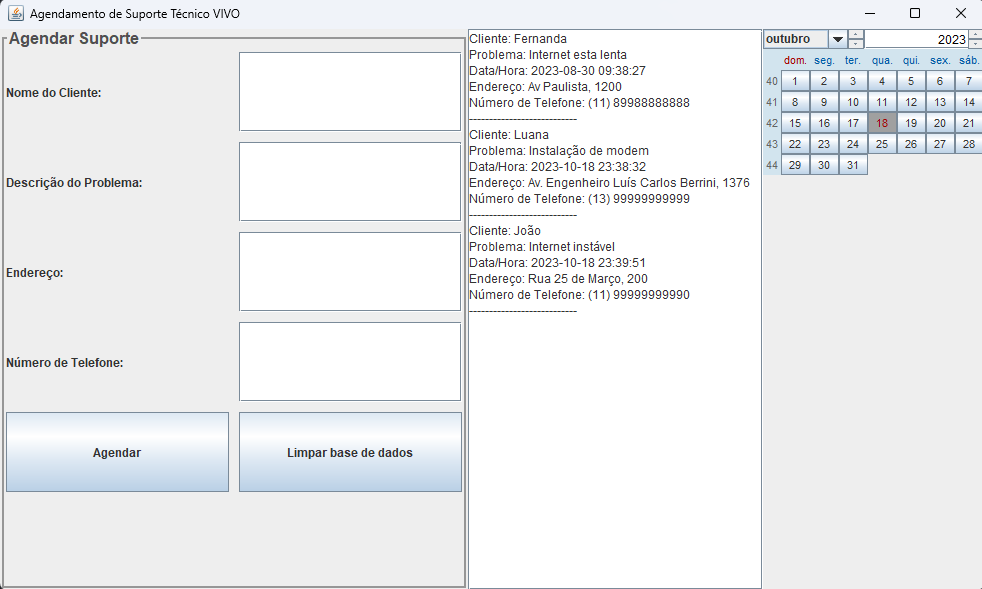 Agendamento de Suporte Técnico VIVO
Agendar Suporte
Nome do Cliente:
Descrição do Problema:
Endereço:
Número de Telefone:
Agendar
Limpar base de dados
Cliente: Fernanda
Problema: Internet esta lenta
Data/Hora: 2023-08-30 09:38:27
Endereço: Av Paulista, 1200
Número de Telefone: (11) 89988888888
---------------------------
Cliente: Luana
Problema: Instalação de modem
Data/Hora: 2023-10-18 23:38:32
Endereço: Av. Engenheiro Luís Carlos Berrini, 1376
Número de Telefone: (13) 99999999999
---------------------------
Cliente: João
Problema: Internet instável
Data/Hora: 2023-10-18 23:39:51
Endereço: Rua 25 de Março, 200
Número de Telefone: (11) 99999999990
---------------------------
outubro 2023
dom. seg. ter. qua. qui. sex. sáb.
40 1 2 3 4 5 6 7
41 8 9 10 11 12 13 14
42 15 16 17 18 19 20 21
43 22 23 24 25 26 27 28
44 29 30 31